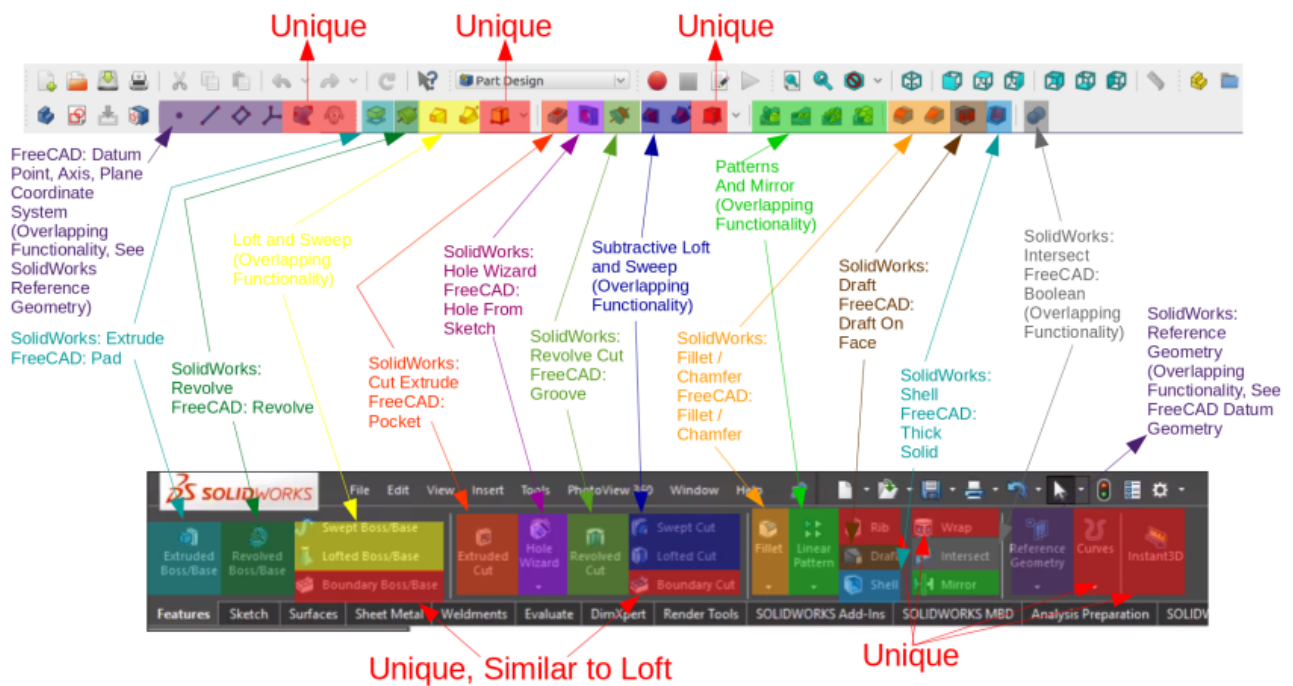 Unique
Unique
Unique
Part Design
FreeCAD: Datum
Point, Axis, Plane
Coordinate
System
(Overlapping
Functionality, See
SolidWorks
Reference
Geometry)
SolidWorks: Extrude
FreeCAD: Pad
SolidWorks:
Revolve
FreeCAD: Revolve
Loft and Sweep
(Overlapping
Functionality)
SolidWorks:
Cut Extrude
FreeCAD:
Pocket
SolidWorks:
Hole Wizard
FreeCAD:
Hole From
Sketch
SolidWorks:
Revolve Cut
FreeCAD:
Groove
Subtractive Loft
and Sweep
(Overlapping
Functionality)
Patterns
And Mirror
(Overlapping
Functionality)
SolidWorks:
Fillet /
Chamfer
FreeCAD:
Fillet /
Chamfer
SolidWorks:
Draft
FreeCAD:
Draft On
Face
SolidWorks:
Shell
FreeCAD:
Thick
Solid
SolidWorks:
Intersect
FreeCAD:
Boolean
(Overlapping
Functionality)
SolidWorks:
Reference
Geometry
(Overlapping
Functionality, See
FreeCAD Datum
Geometry
SOLIDWORKS
File Edit View Insert Tools PhotoView 360 Window Help
Extruded
Boss/Base
Revolved
Boss/Base
Swept Boss/Base
Lofted Boss/Base
Boundary Boss/Base
Extruded
Cut
Hole
Wizard
Revolved
Cut
Swept Cut
Lofted Cut
Boundary Cut
Fillet
Linear
Pattern
Rib
Draft
Shell
Wrap
Intersect
Mirror
Reference
Geometry
Curves
Instant3D
Features Sketch Surfaces Sheet Metal Weldments Evaluate DimXpert Render Tools SOLIDWORKS Add-Ins SOLIDWORKS MBD Analysis Preparation SOLIDW
Unique, Similar to Loft
Unique